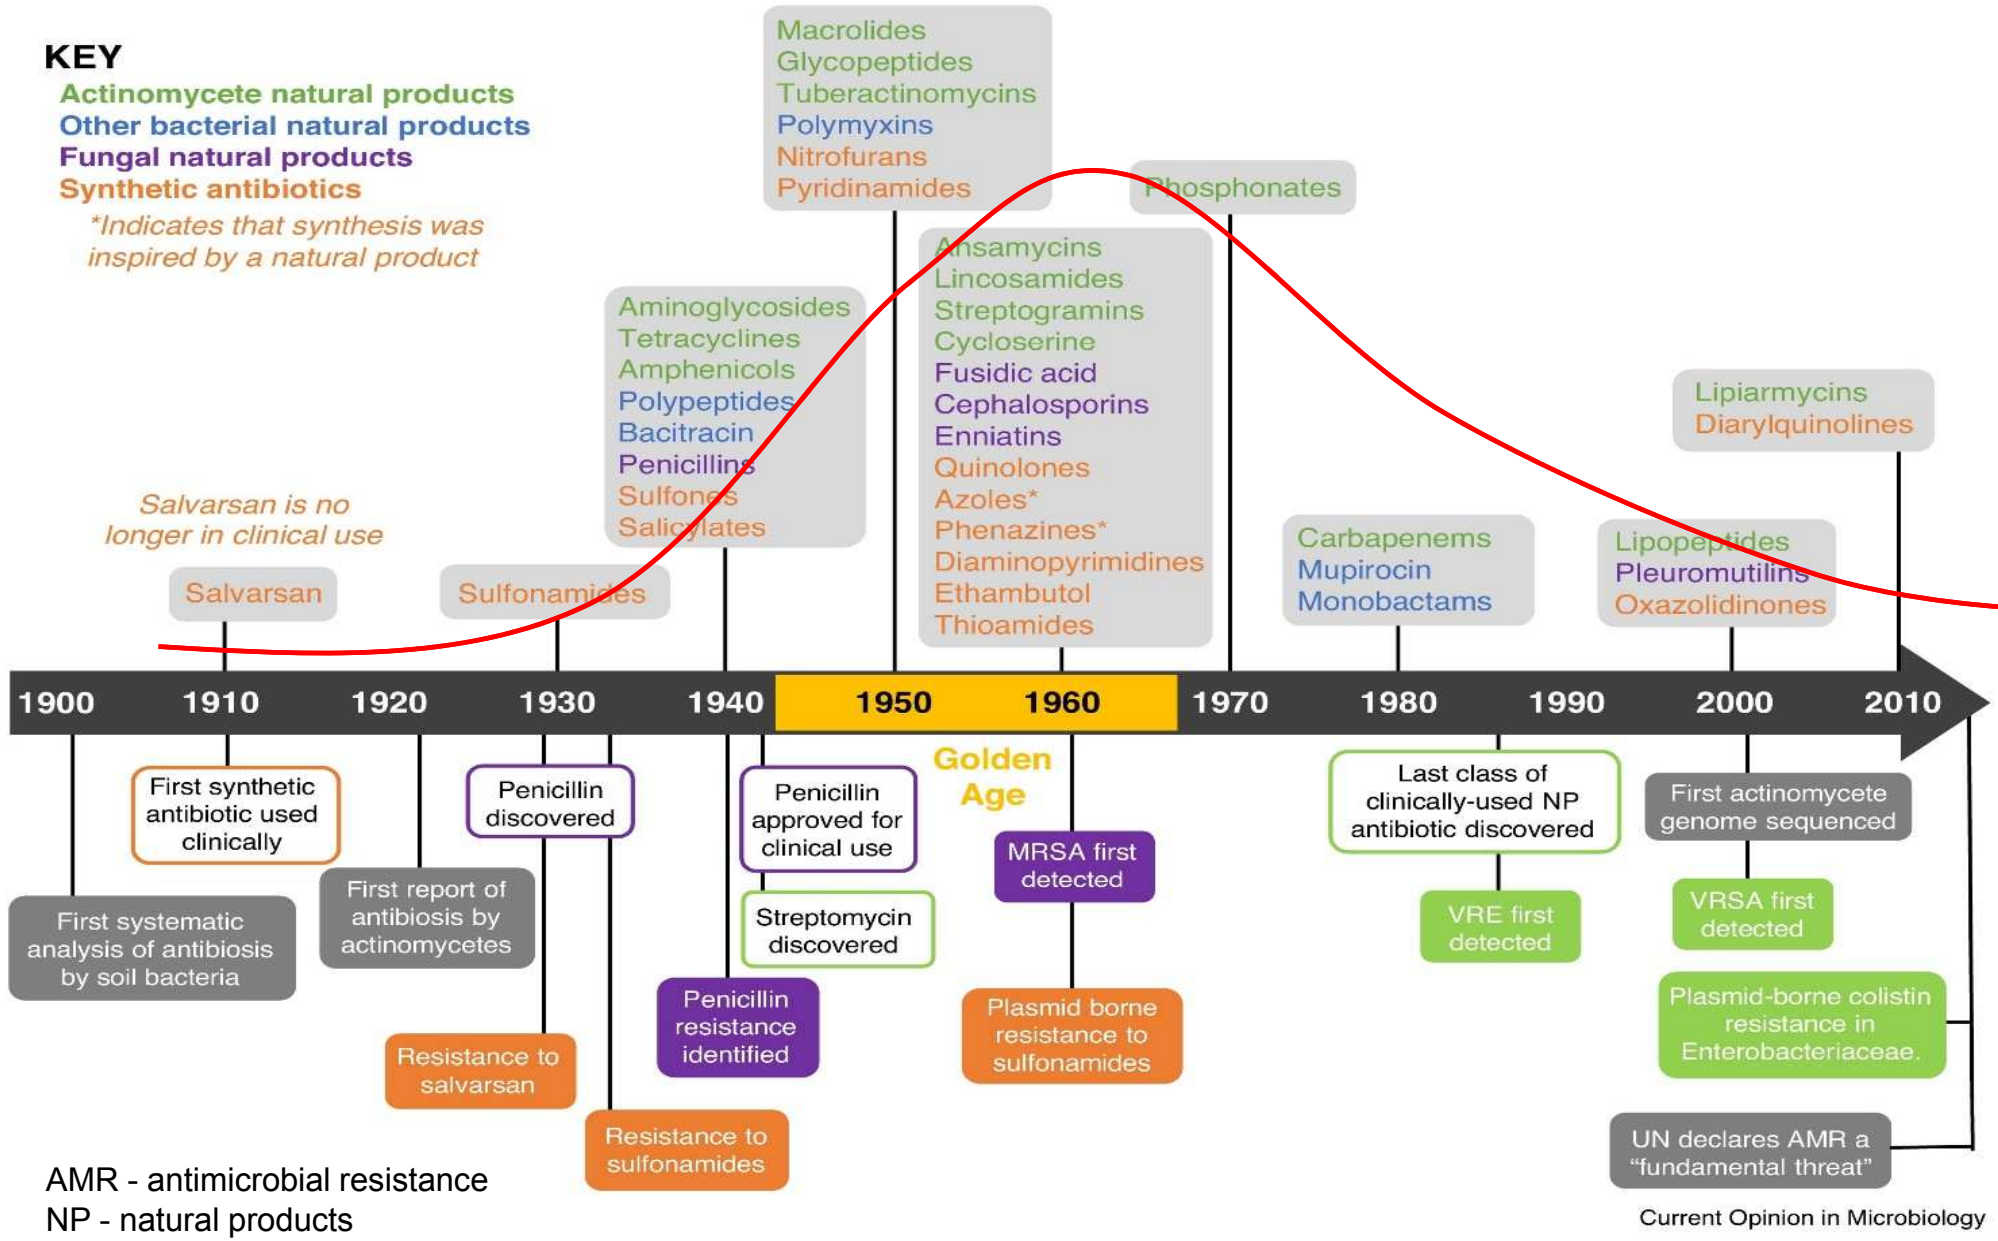 KEY
Actinomycete natural products
Other bacterial natural products
Fungal natural products
Synthetic antibiotics
*Indicates that synthesis was
inspired by a natural product
Salvarsan is no
longer in clinical use
Salvarsan
Sulfonamides
Aminoglycosides
Tetracyclines
Amphenicols
Polypeptides
Bacitracin
Penicillins
Sulfones
Salicylates
Macrolides
Glycopeptides
Tuberactinomycins
Polymyxins
Nitrofurans
Pyridinamides
Ansamycins
Lincosamides
Streptogramins
Cycloserine
Fusidic acid
Cephalosporins
Enniatins
Quinolones
Azoles*
Phenazines*
Diaminopyrimidines
Ethambutol
Thioamides
Phosphonates
Carbapenems
Mupirocin
Monobactams
Lipopeptides
Pleuromutilins
Oxazolidinones
Lipiarmycins
Diarylquinolines
1900 1910 1920 1930 1940 1950 1960 1970 1980 1990 2000 2010
Golden
Age
First systematic
analysis of antibiosis
by soil bacteria
First synthetic
antibiotic used
clinically
First report of
antibiosis by
actinomycetes
Penicillin
discovered
Resistance to
salvarsan
Resistance to
sulfonamides
Penicillin
resistance
identified
Penicillin
approved for
clinical use
Streptomycin
discovered
MRSA first
detected
Plasmid borne
resistance to
sulfonamides
Last class of
clinically-used NP
antibiotic discovered
VRE first
detected
First actinomycete
genome sequenced
VRSA first
detected
Plasmid-borne colistin
resistance in
Enterobacteriaceae.
UN declares AMR a
“fundamental threat”
AMR - antimicrobial resistance
NP - natural products
Current Opinion in Microbiology